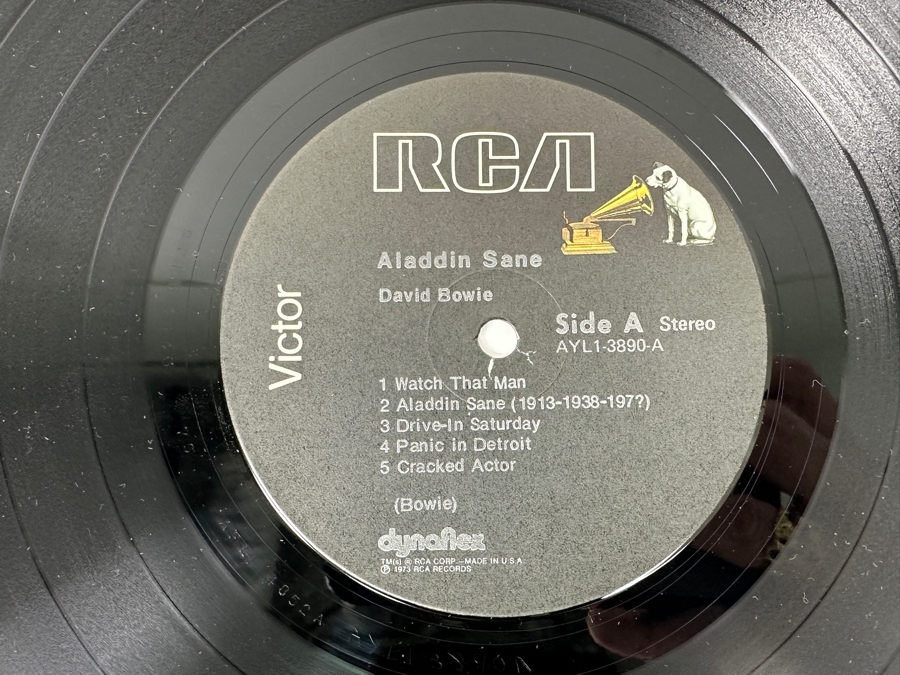 RCA
Victor
Aladdin Sane
David Bowie
Side A Stereo
AYL1-3890-A
1 Watch That Man
2 Aladdin Sane (1913-1938-197?)
3 Drive-In Saturday
4 Panic in Detroit
5 Cracked Actor
(Bowie)
dynaflex
TM(s) ® RCA CORP.—MADE IN U.S.A.
℗ 1973 RCA RECORDS